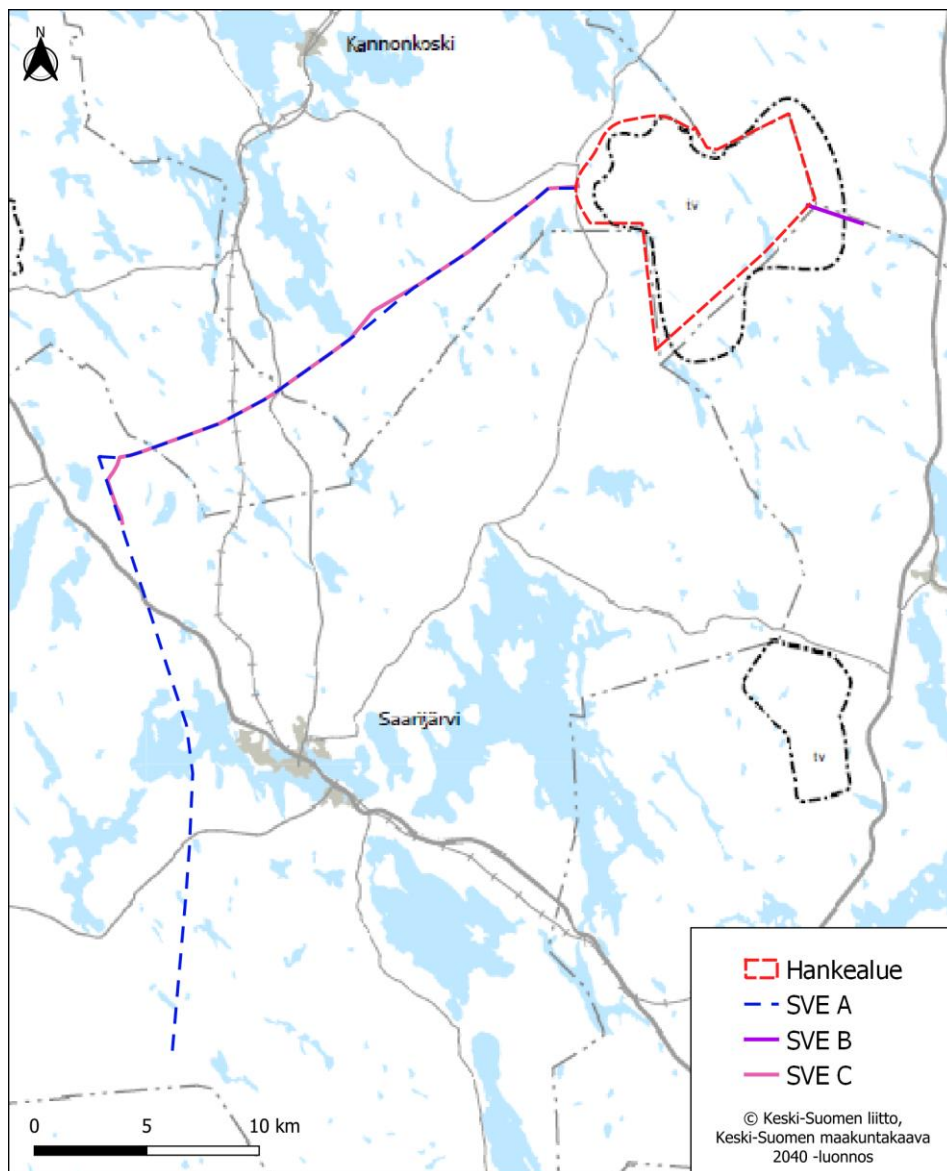 N
Kannonkoski
tv
Saarijärvi
tv
Hankealue
SVE A
SVE B
SVE C
0 5 10 km
© Keski-Suomen liitto,
Keski-Suomen maakuntakaava
2040 -luonnos